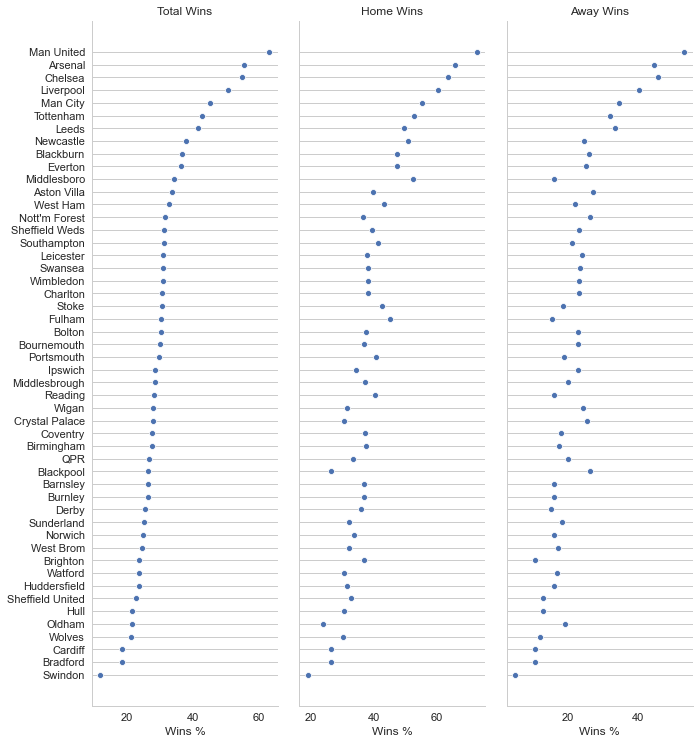 Total Wins
Home Wins
Away Wins
Man United
Arsenal
Chelsea
Liverpool
Man City
Tottenham
Leeds
Newcastle
Blackburn
Everton
Middlesboro
Aston Villa
West Ham
Nott'm Forest
Sheffield Weds
Southampton
Leicester
Swansea
Wimbledon
Charlton
Stoke
Fulham
Bolton
Bournemouth
Portsmouth
Ipswich
Middlesbrough
Reading
Wigan
Crystal Palace
Coventry
Birmingham
QPR
Blackpool
Barnsley
Burnley
Derby
Sunderland
Norwich
West Brom
Brighton
Watford
Huddersfield
Sheffield United
Hull
Oldham
Wolves
Cardiff
Bradford
Swindon
20 40 60
20 40 60
20 40
Wins %
Wins %
Wins %